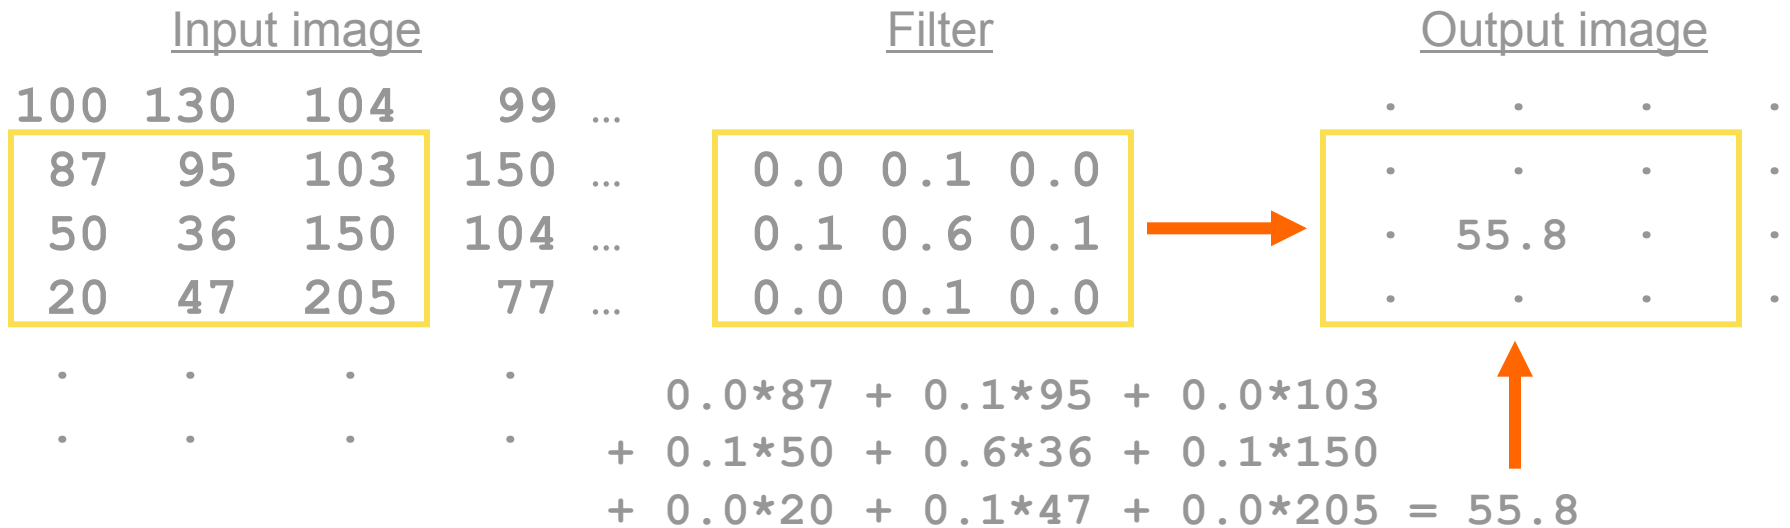 Input image Filter Output image
100 130 104 99 … . . . .
87 95 103 150 … 0.0 0.1 0.0 . . . .
50 36 150 104 … 0.1 0.6 0.1 . 55.8 . .
20 47 205 77 … 0.0 0.1 0.0 . . . .
. . . .
0.0*87 + 0.1*95 + 0.0*103
. . . .
+ 0.1*50 + 0.6*36 + 0.1*150
+ 0.0*20 + 0.1*47 + 0.0*205 = 55.8